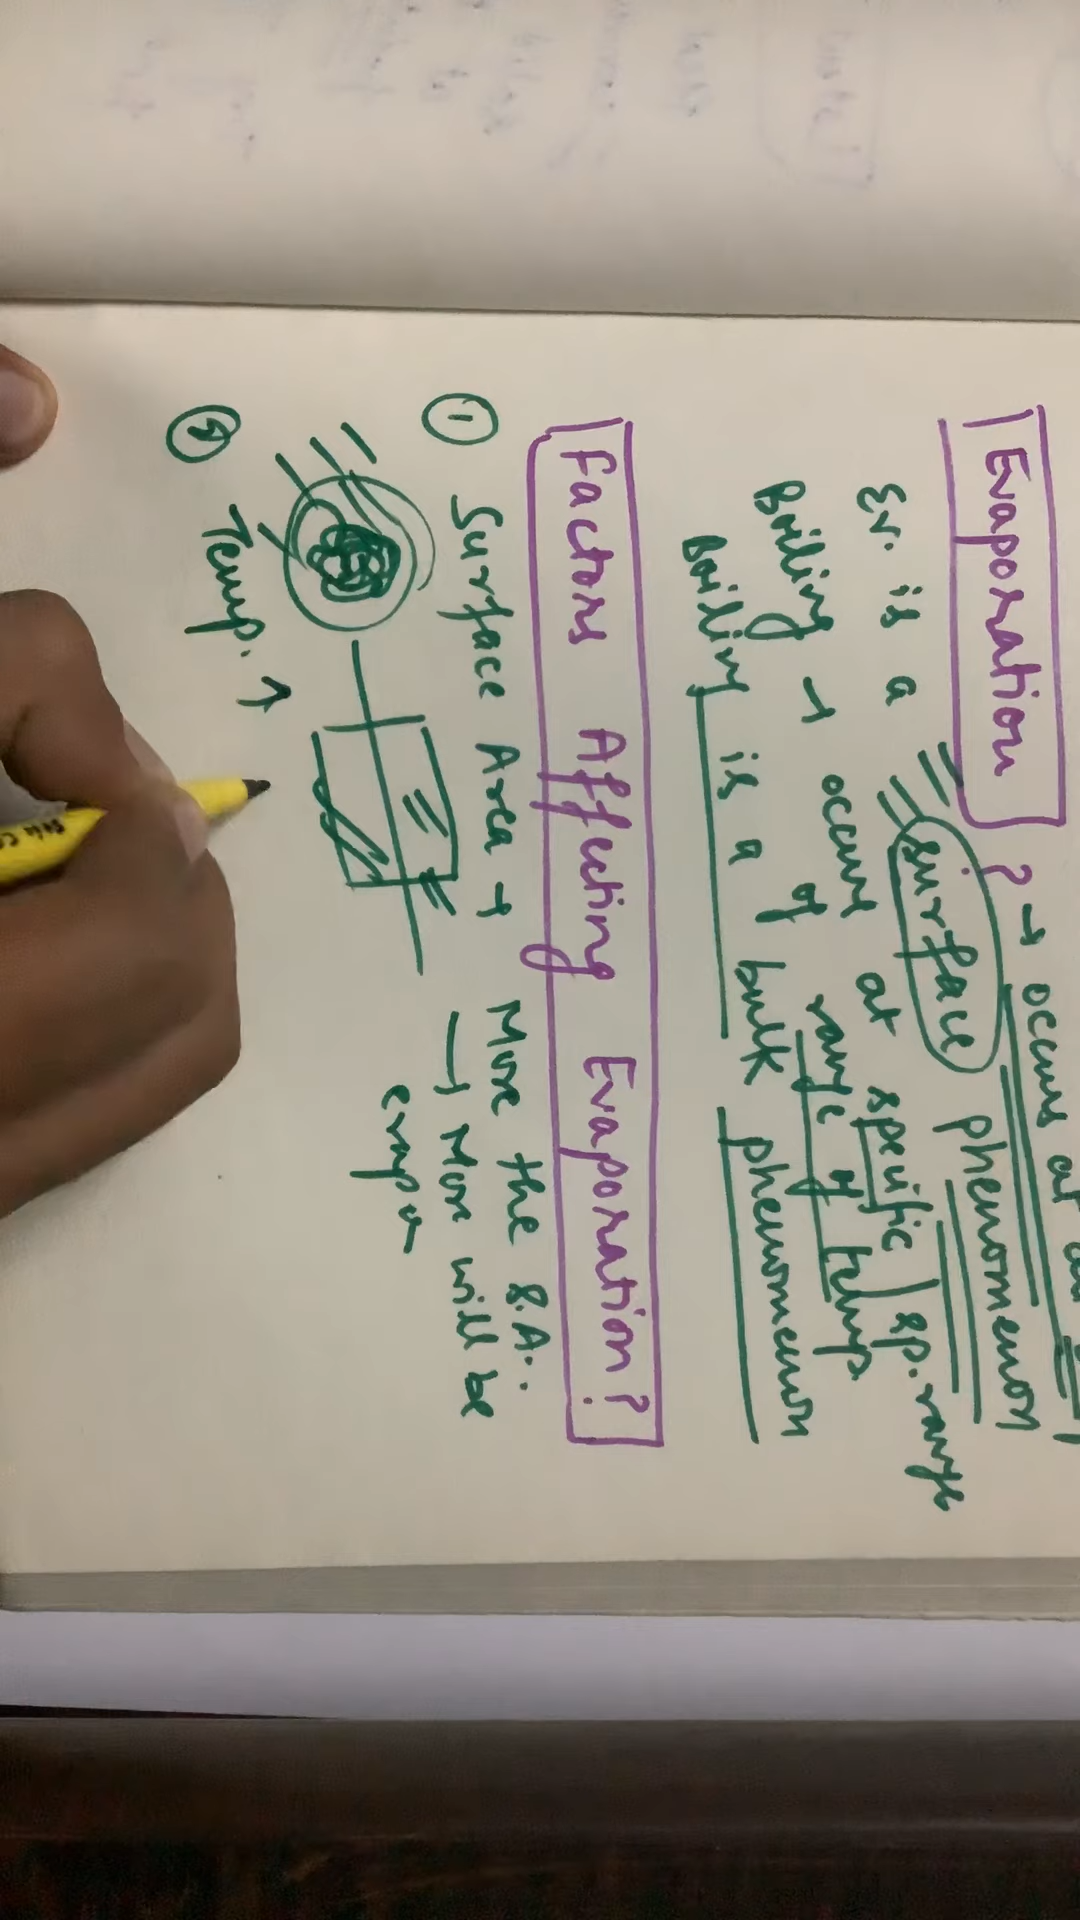 Evaporation ? → occurs at
Ev. is a surface phenomenon
Boiling → occurs at specific / sp. range
of range of temp.
Boiling is a bulk phenomenon
Factors Affecting Evaporation ?
① Surface Area → More the S.A.
→ More will be
evapn
② Temp. ↑